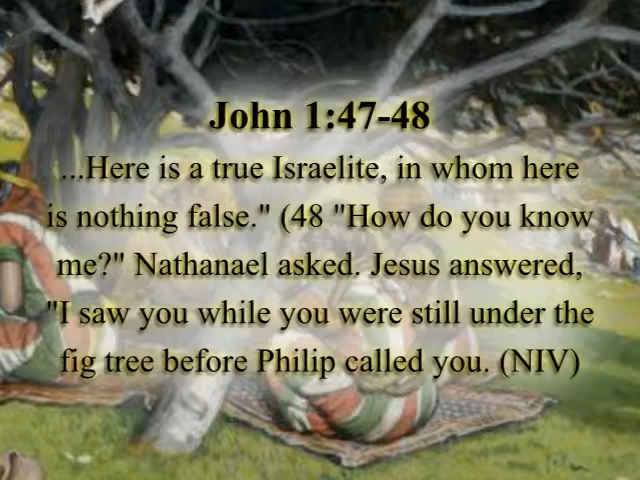 John 1:47-48
...Here is a true Israelite, in whom here
is nothing false." (48 "How do you know
me?" Nathanael asked. Jesus answered,
"I saw you while you were still under the
fig tree before Philip called you. (NIV)